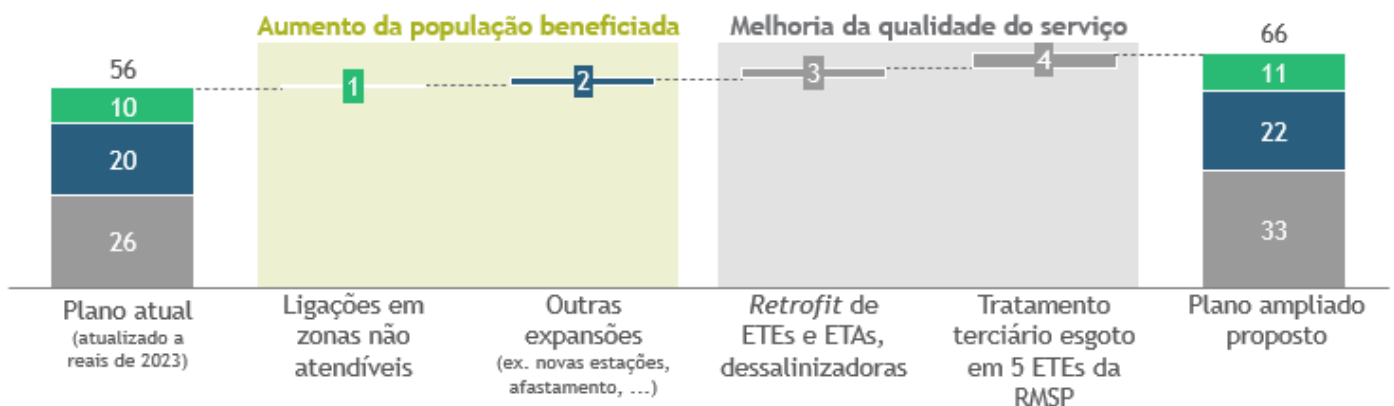 Aumento da população beneficiada
Melhoria da qualidade do serviço
56
10
20
26
1
2
3
4
66
11
22
33
Plano atual
(atualizado a
reais de 2023)
Ligações em
zonas não
atendíveis
Outras
expansões
(ex. novas estações,
afastamento, ...)
Retrofit de
ETEs e ETAs,
dessalinizadoras
Tratamento
terciário esgoto
em 5 ETEs da
RMSP
Plano ampliado
proposto